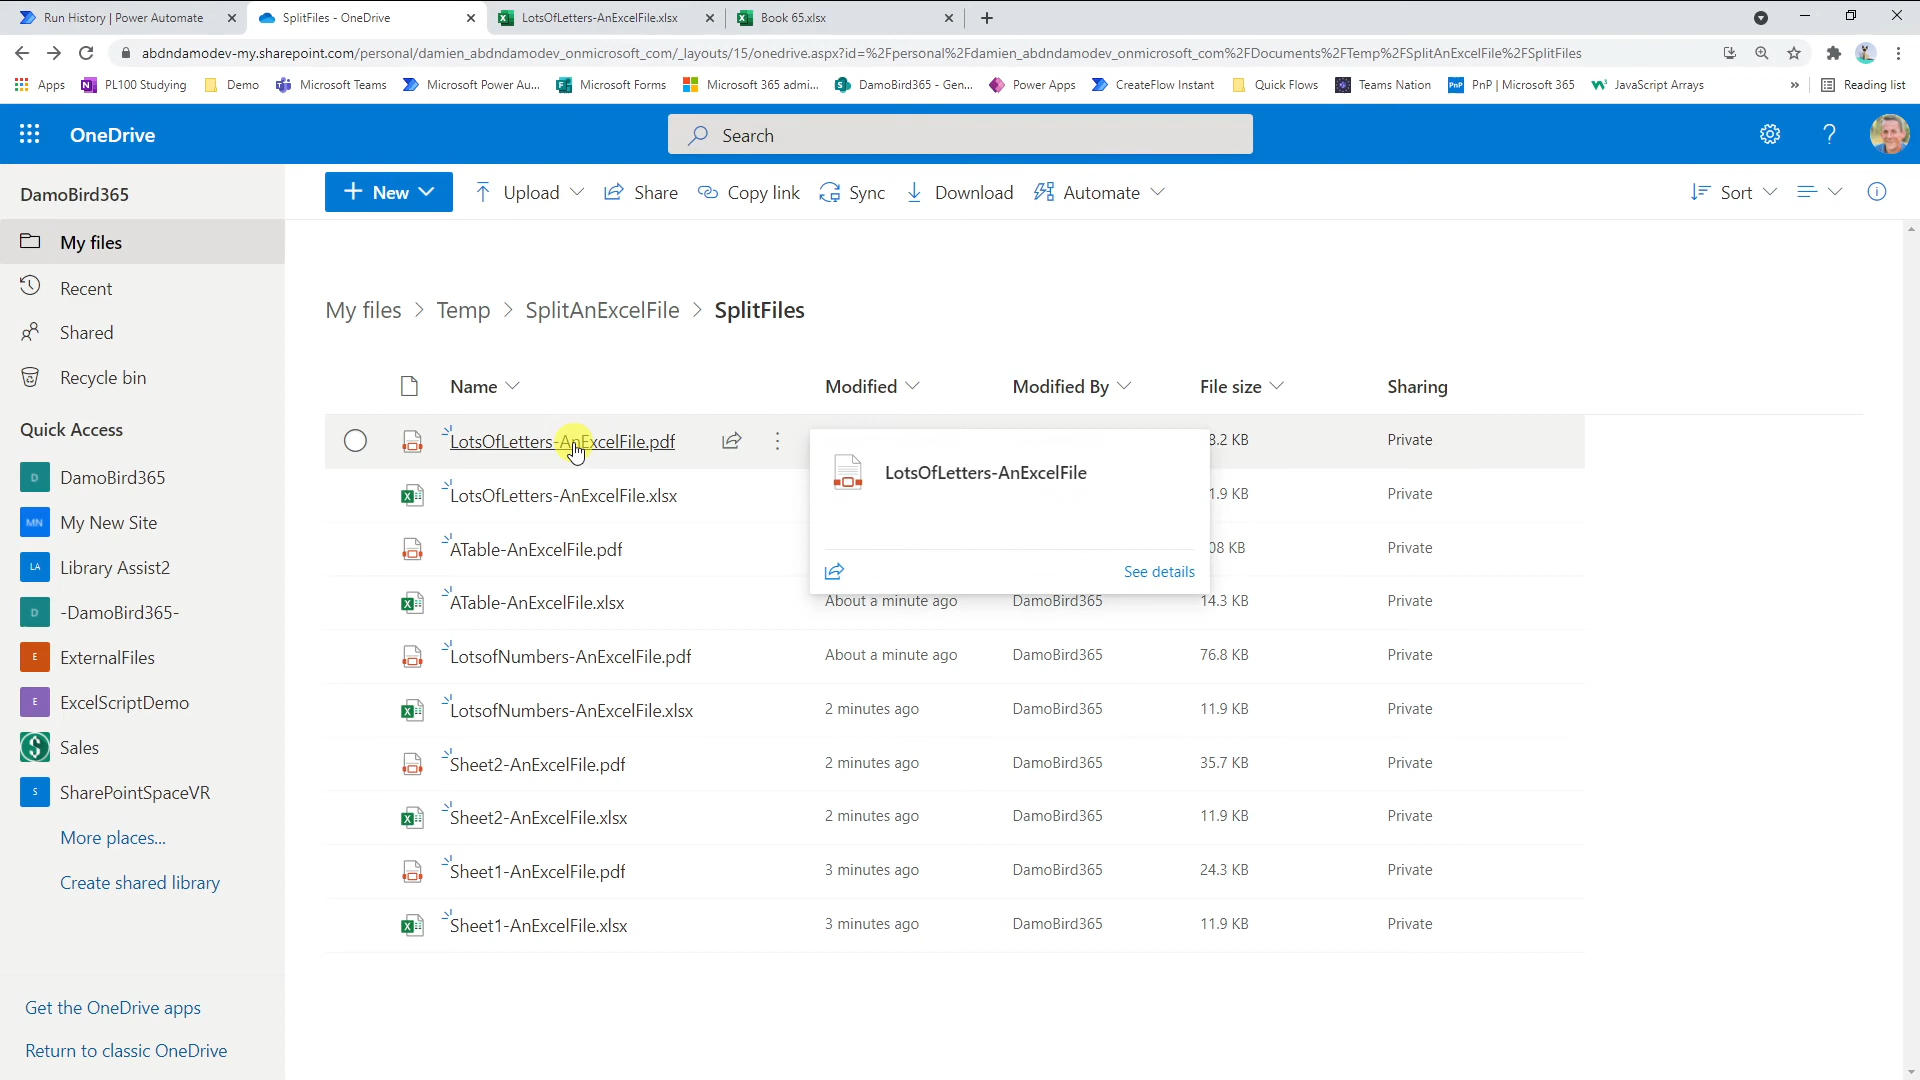 Run History | Power Automate
SplitFiles - OneDrive
LotsOfLetters-AnExcelFile.xlsx
Book 65.xlsx
abdndamodev-my.sharepoint.com/personal/damien_abdndamodev_onmicrosoft_com/_layouts/15/onedrive.aspx?id=%2Fpersonal%2Fdamien_abdndamodev_onmicrosoft_com%2FDocuments%2FTemp%2FSplitAnExcelFile%2FSplitFiles
Apps
PL100 Studying
Demo
Microsoft Teams
Microsoft Power Au...
Microsoft Forms
Microsoft 365 admi...
DamoBird365 - Gen...
Power Apps
CreateFlow Instant
Quick Flows
Teams Nation
PnP
PnP | Microsoft 365
JavaScript Arrays
»
Reading list
OneDrive
Search
DamoBird365
New
Upload
Share
Copy link
Sync
Download
Automate
Sort
My files
Recent
Shared
Recycle bin
Quick Access
D DamoBird365
MN My New Site
LA Library Assist2
D -DamoBird365-
E ExternalFiles
E ExcelScriptDemo
Sales
S SharePointSpaceVR
More places...
Create shared library
Get the OneDrive apps
Return to classic OneDrive
My files > Temp > SplitAnExcelFile > SplitFiles
Name Modified Modified By File size Sharing
LotsOfLetters-AnExcelFile.pdf 3.2 KB Private
LotsOfLetters-AnExcelFile
LotsOfLetters-AnExcelFile.xlsx 1.9 KB Private
ATable-AnExcelFile.pdf 08 KB Private
See details
ATable-AnExcelFile.xlsx About a minute ago DamoBird365 14.3 KB Private
LotsofNumbers-AnExcelFile.pdf About a minute ago DamoBird365 76.8 KB Private
LotsofNumbers-AnExcelFile.xlsx 2 minutes ago DamoBird365 11.9 KB Private
Sheet2-AnExcelFile.pdf 2 minutes ago DamoBird365 35.7 KB Private
Sheet2-AnExcelFile.xlsx 2 minutes ago DamoBird365 11.9 KB Private
Sheet1-AnExcelFile.pdf 3 minutes ago DamoBird365 24.3 KB Private
Sheet1-AnExcelFile.xlsx 3 minutes ago DamoBird365 11.9 KB Private